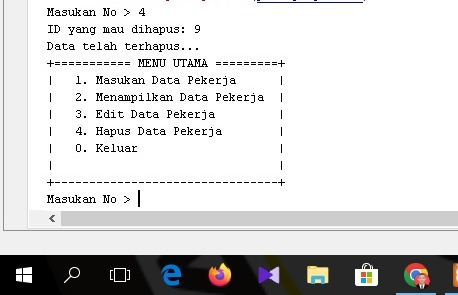 Masukan No > 4
ID yang mau dihapus: 9
Data telah terhapus...
+=========== MENU UTAMA =========+
|   1. Masukan Data Pekerja      |
|   2. Menampilkan Data Pekerja  |
|   3. Edit Data Pekerja         |
|   4. Hapus Data Pekerja        |
|   0. Keluar                    |
|                                |
+--------------------------------+
Masukan No >